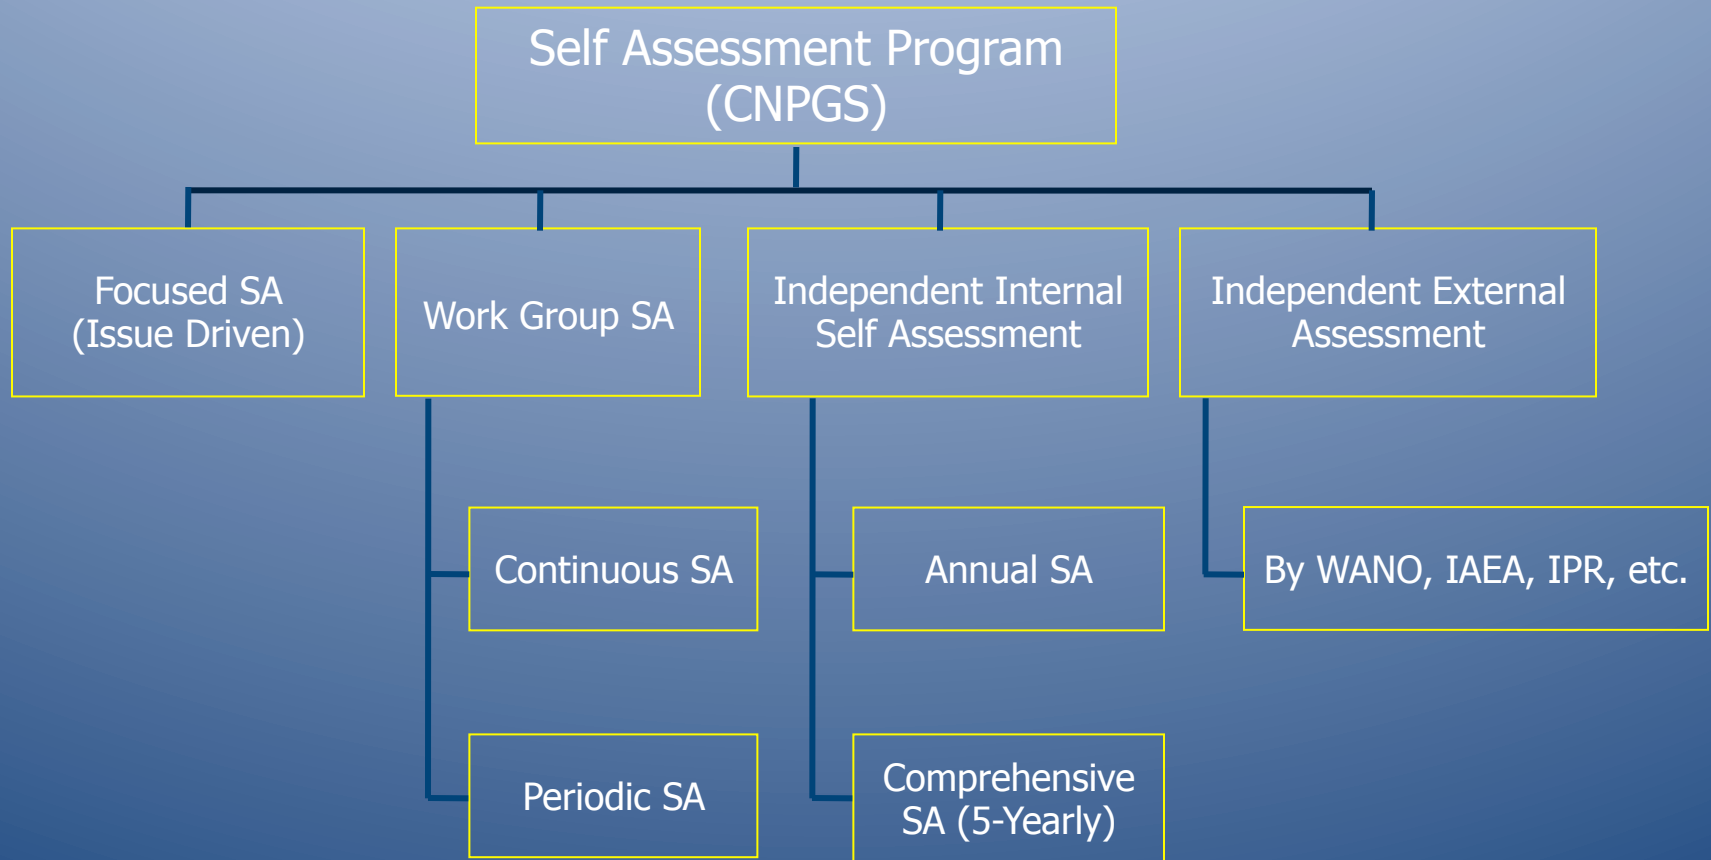 Self Assessment Program
(CNPGS)
Focused SA
(Issue Driven)
Work Group SA
Independent Internal
Self Assessment
Independent External
Assessment
Continuous SA
Annual SA
By WANO, IAEA, IPR, etc.
Periodic SA
Comprehensive
SA (5-Yearly)